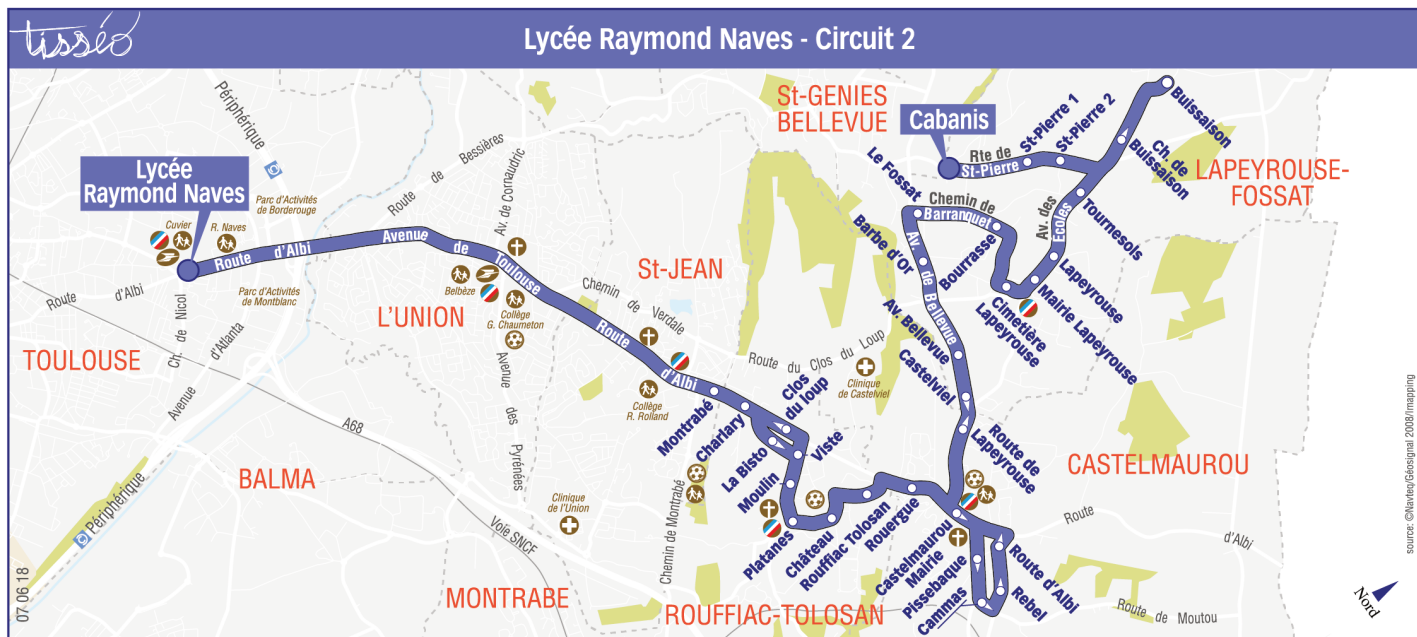 tisséo
Lycée Raymond Naves - Circuit 2
Périphérique
St-GENIES
BELLEVUE
Cabanis
St-Pierre 1
St-Pierre 2
Buissaison
Rte de
St-Pierre
Ch. de
Buissaison
LAPEYROUSE-
FOSSAT
Lycée
Raymond Naves
Parc d'Activités
de Borderouge
Route de Bessières
Av. de Cornaudric
Le Fossat
Chemin de
Barranquet
Av. des
Ecoles
Tournesols
Cuvier
R. Naves
Route d'Albi
Avenue de Toulouse
Barbe d'Or
Av. de Bellevue
Bourrasse
Lapeyrouse
Mairie Lapeyrouse
Cimetière
Lapeyrouse
Route d'Albi
Ch. de Nicol
Parc d'Activités
de Montblanc
Belbèze
Collège
G. Chaumeton
L'UNION
St-JEAN
Chemin de Verdale
Route du Clos du Loup
Av. Bellevue
Castelviel
TOULOUSE
Avenue d'Atlanta
Avenue des Pyrénées
Route d'Albi
Collège
R. Rolland
Clinique
de Castelviel
Montrabé
Charlary
Clos
du loup
La Bisto
Viste
Moulin
Route de
Lapeyrouse
CASTELMAUROU
A68
BALMA
Périphérique
Clinique
de l'Union
Voie SNCF
Chemin de Montrabé
Platanes
Château
Rouffiac Tolosan
Rouergue
Castelmaurou
Mairie
Pissebaque
Cammas
Route d'Albi
Rebel
Route d'Albi
Route de Moutou
MONTRABE
ROUFFIAC-TOLOSAN
07 06 18
source: ©Navteq/Géosignal 2008/Imapping
Nord